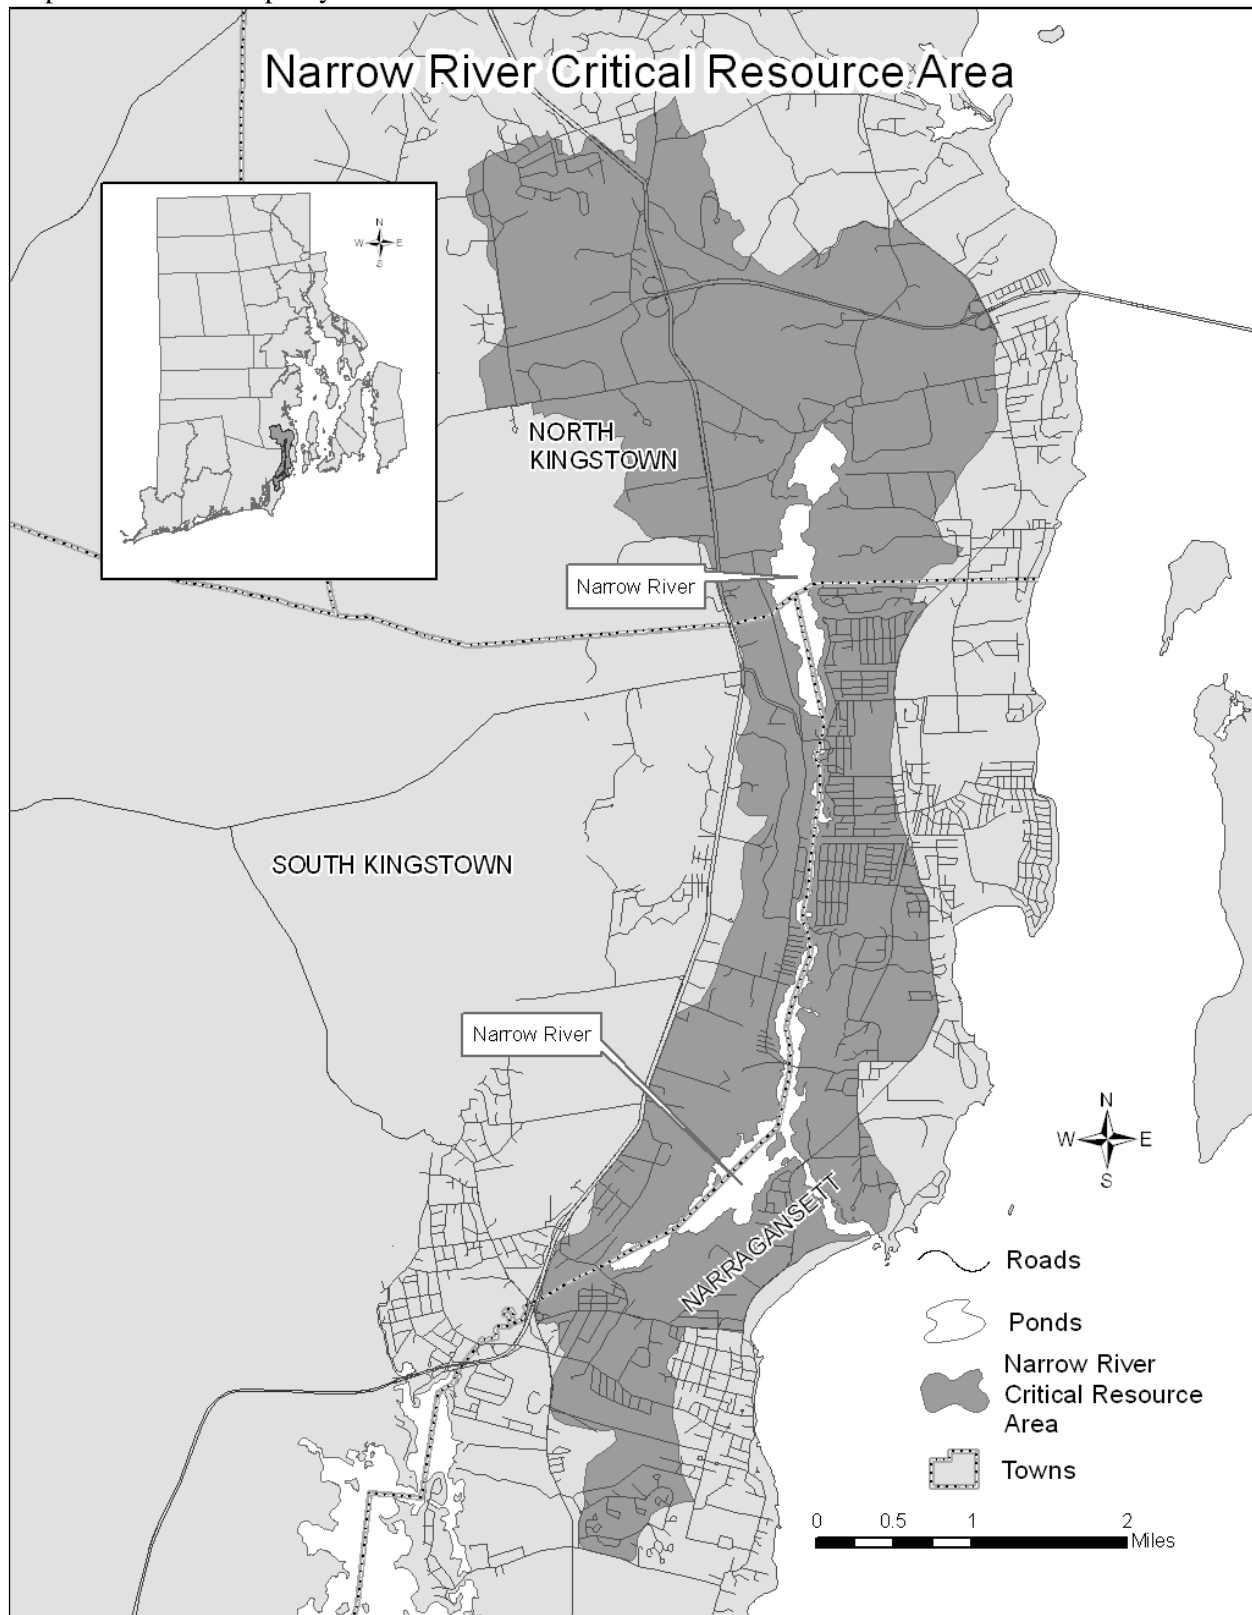 Narrow River Critical Resource Area
N
W E
S
NORTH
KINGSTOWN
Narrow River
SOUTH KINGSTOWN
Narrow River
N
W E
S
NARRAGANSETT
Roads
Ponds
Narrow River
Critical Resource
Area
Towns
0 0.5 1 2
Miles